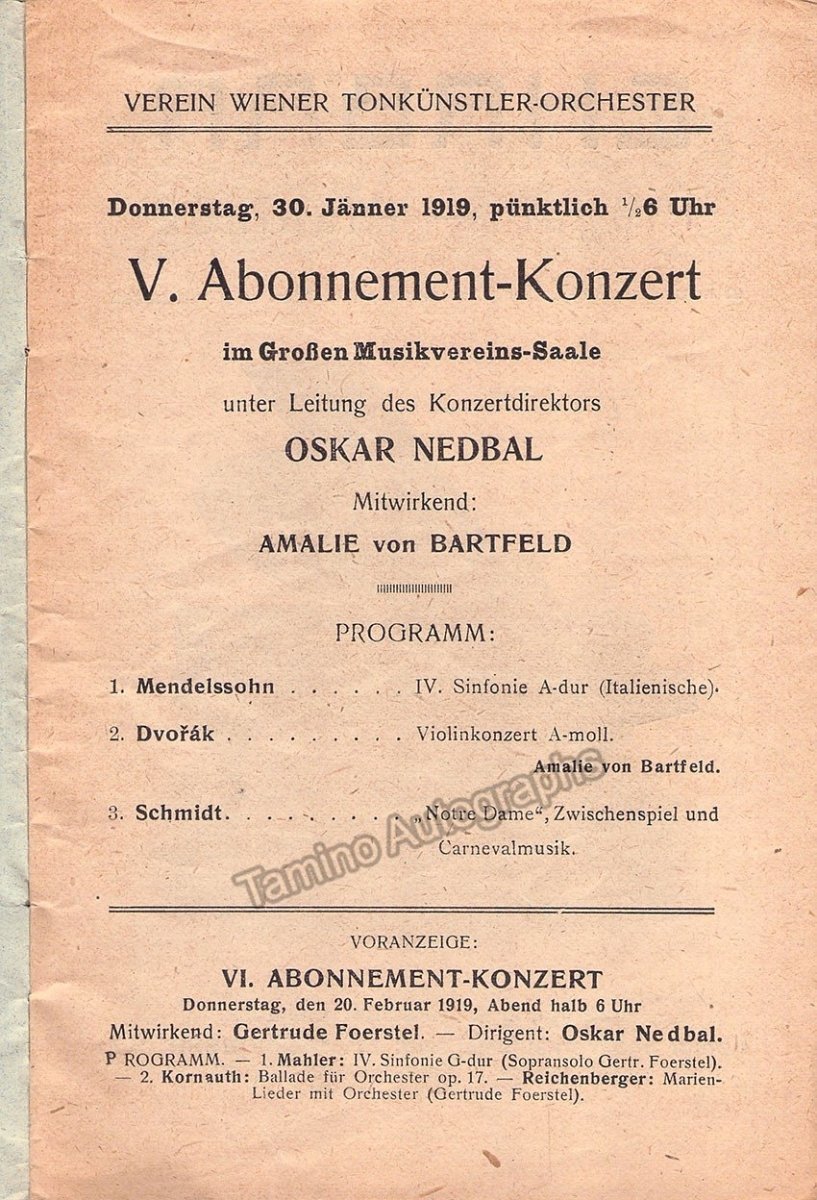 VEREIN WIENER TONKÜNSTLER-ORCHESTER
Donnerstag, 30. Jänner 1919, pünktlich ½6 Uhr
V. Abonnement-Konzert
im Großen Musikvereins-Saale
unter Leitung des Konzertdirektors
OSKAR NEDBAL
Mitwirkend:
AMALIE von BARTFELD
PROGRAMM:
1. Mendelssohn . . . . . . IV. Sinfonie A-dur (Italienische).
2. Dvořák . . . . . . . . . Violinkonzert A-moll.
Amalie von Bartfeld.
3. Schmidt. . . . . . . . . „Notre Dame“, Zwischenspiel und
Carnevalmusik.
Tamino Autographs
VORANZEIGE:
VI. ABONNEMENT-KONZERT
Donnerstag, den 20. Februar 1919, Abend halb 6 Uhr
Mitwirkend: Gertrude Foerstel. — Dirigent: Oskar Nedbal.
P ROGRAMM. — 1. Mahler: IV. Sinfonie G-dur (Sopransolo Gertr. Foerstel).
— 2. Kornauth: Ballade für Orchester op. 17. — Reichenberger: Marien-
Lieder mit Orchester (Gertrude Foerstel).